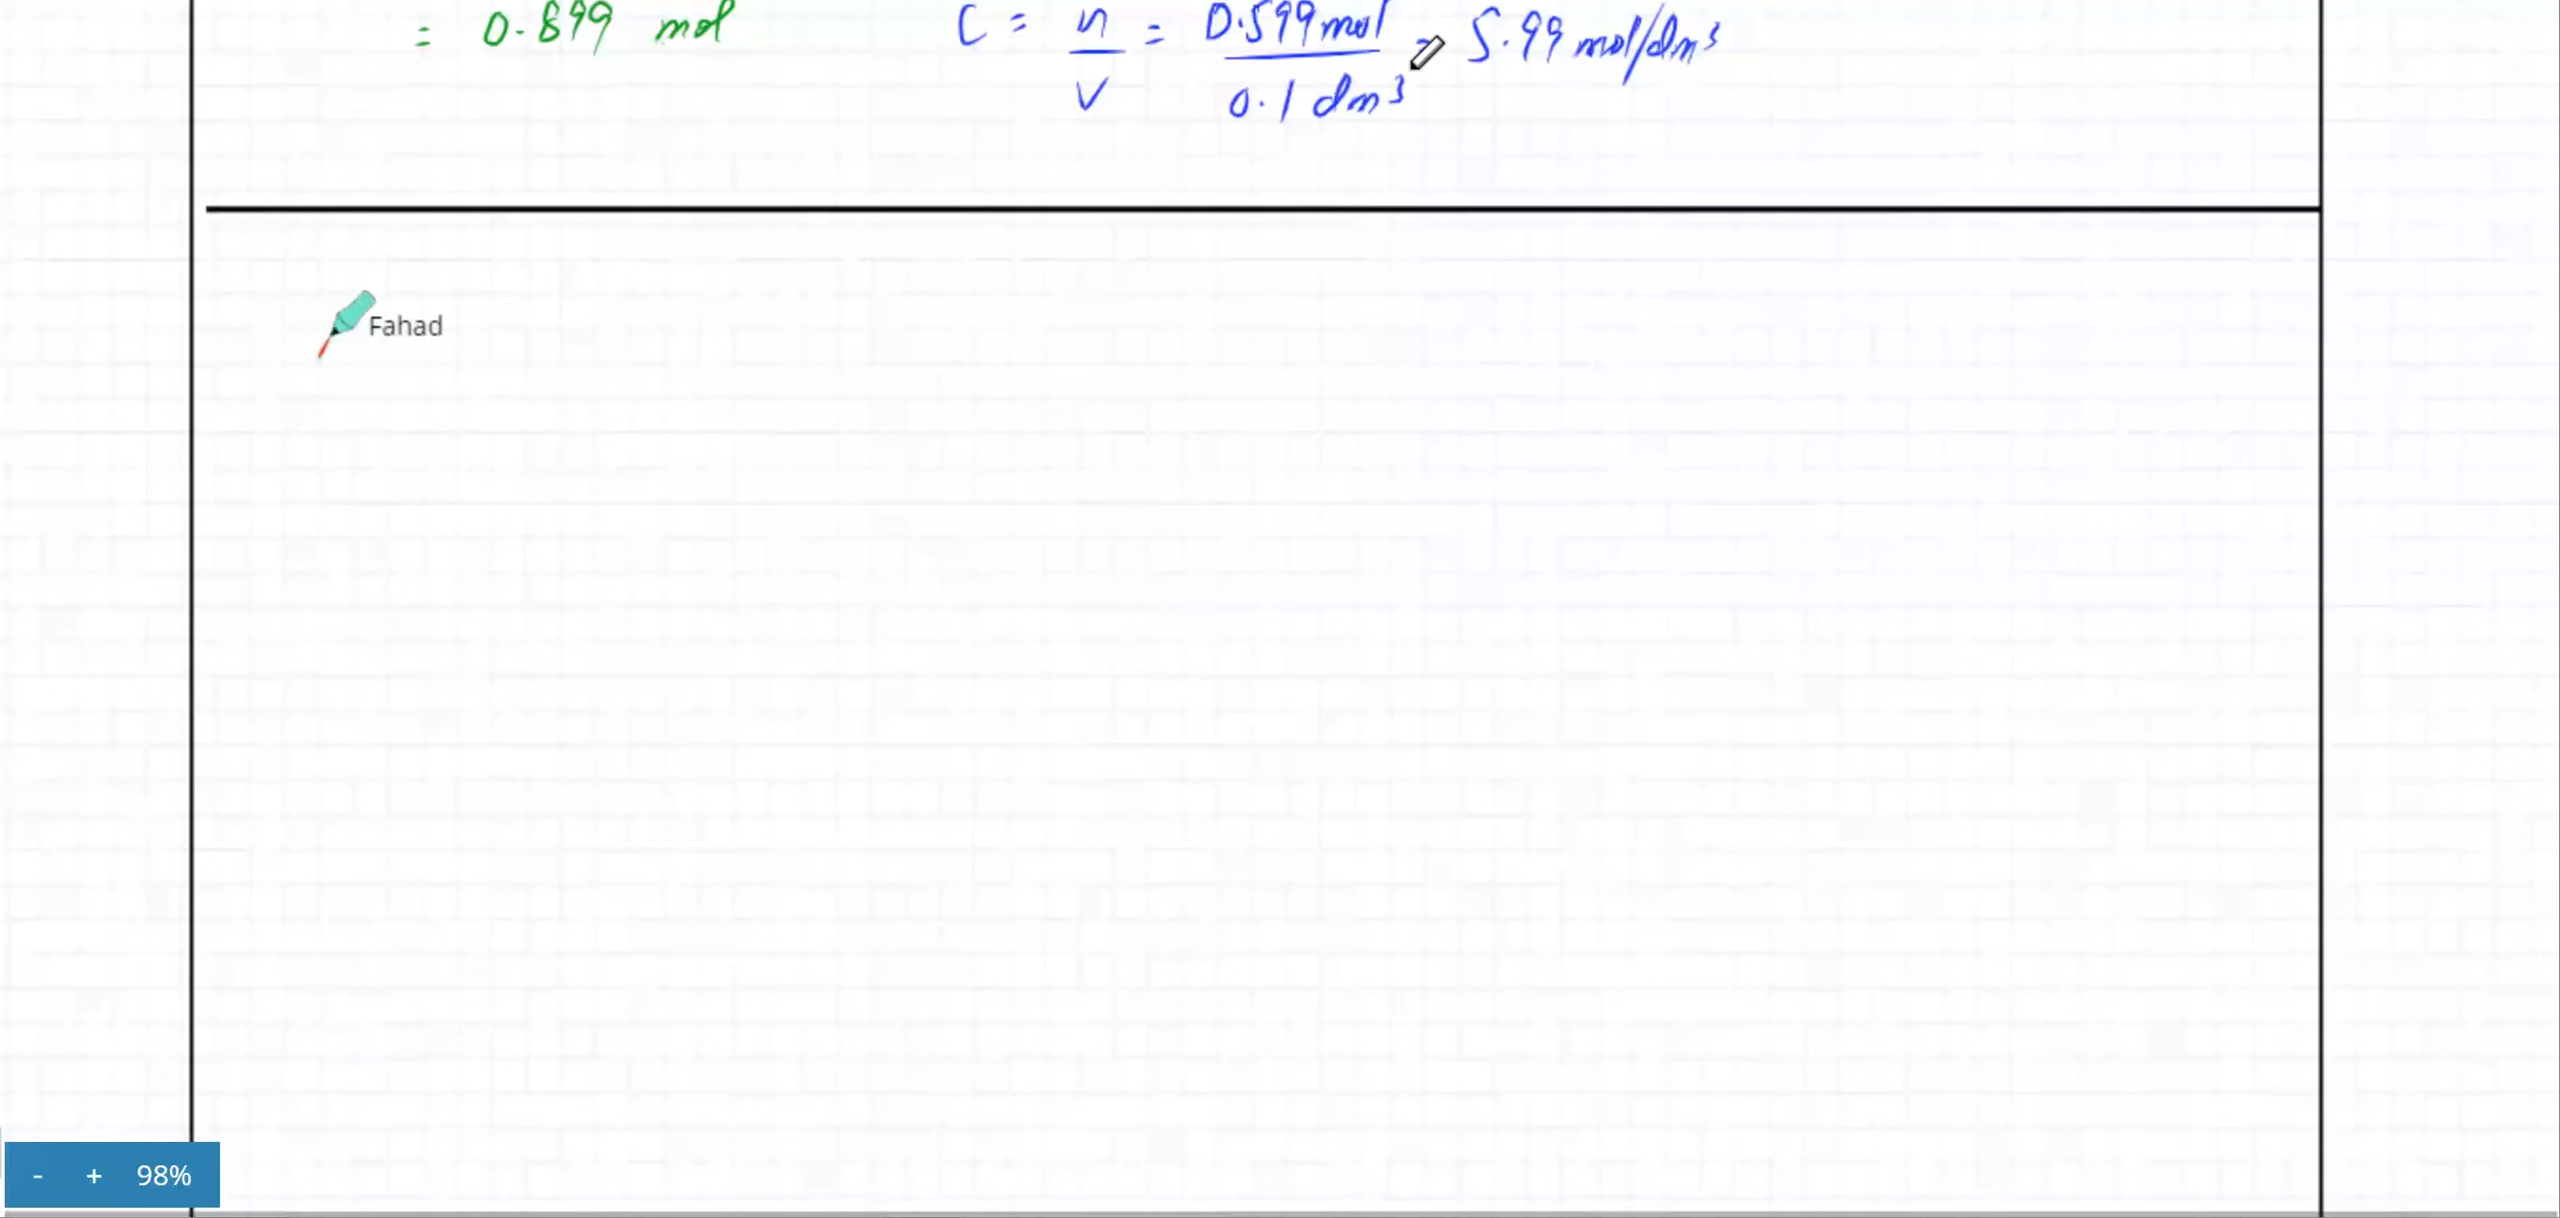 = 0.899 mol
C = n/V = 0.599 mol/0.1 dm³ = 5.99 mol/dm³
Fahad
- + 98%